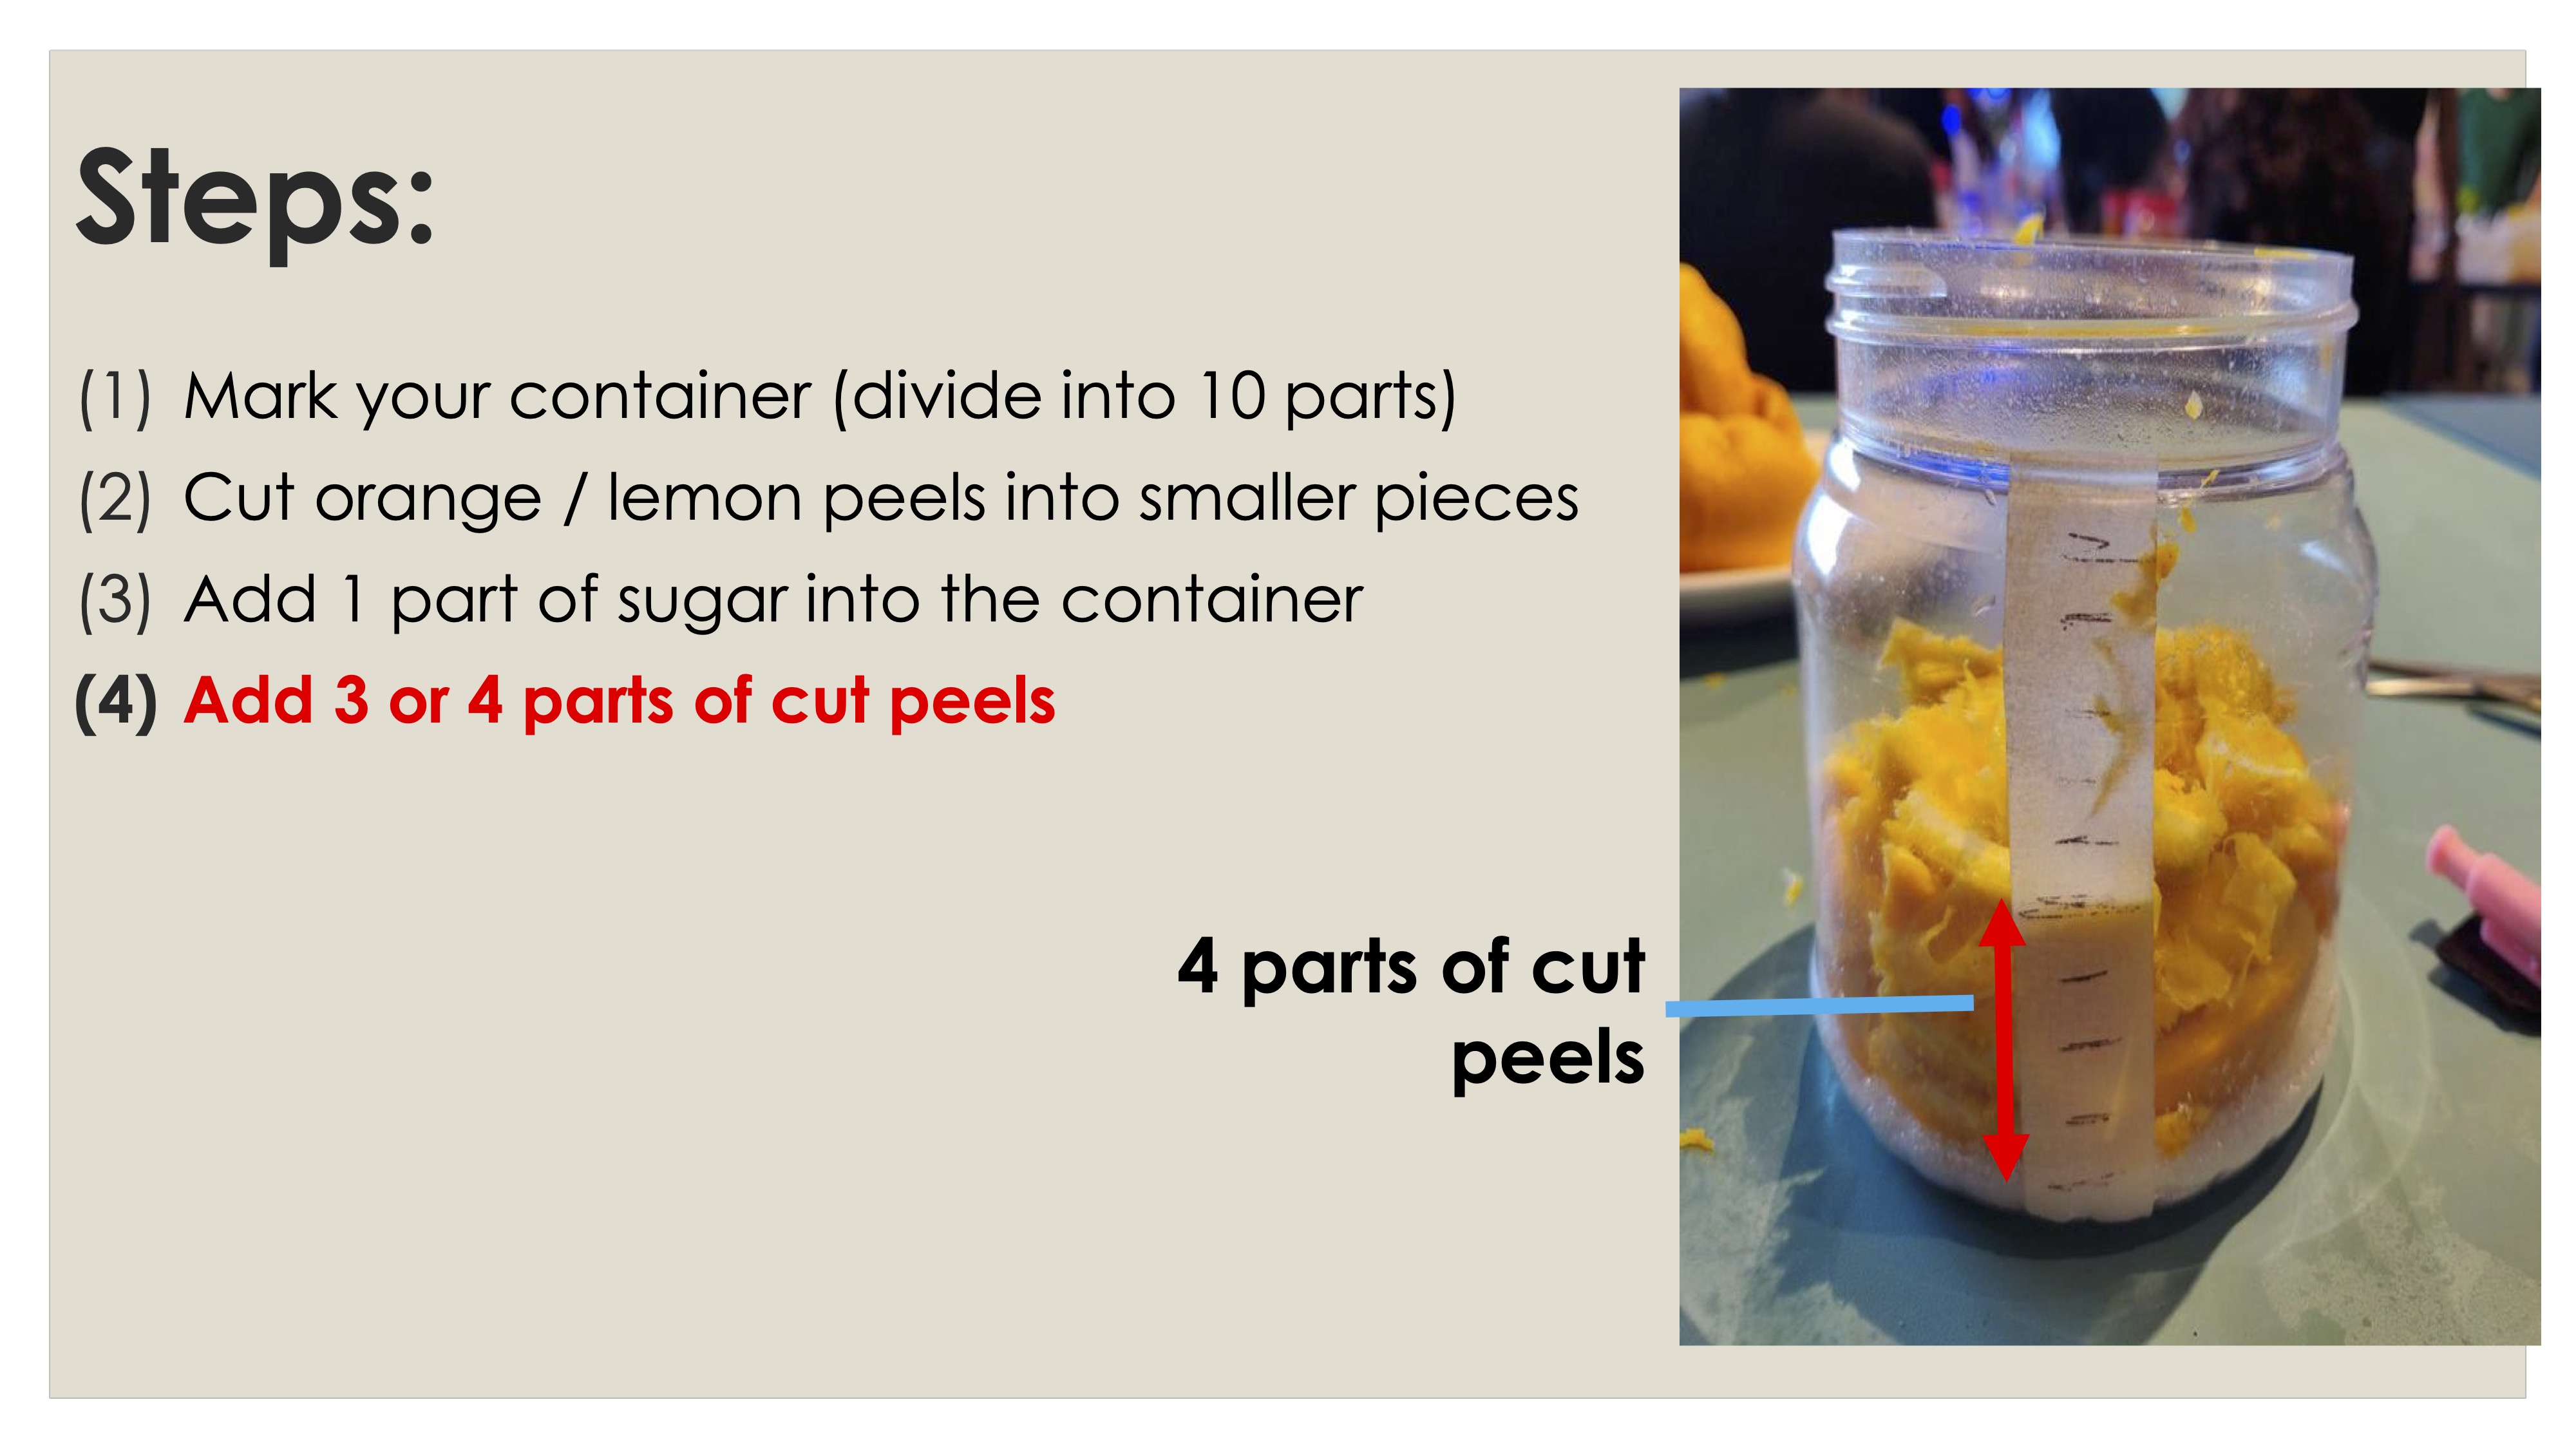 Steps:
(1) Mark your container (divide into 10 parts)
(2) Cut orange / lemon peels into smaller pieces
(3) Add 1 part of sugar into the container
(4) Add 3 or 4 parts of cut peels
4 parts of cut
peels